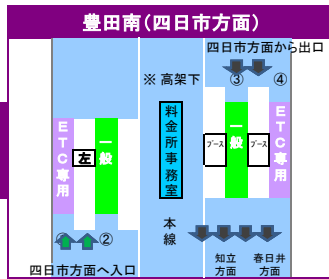 豊田南(四日市方面)
四日市方面から出口
※ 高架下
③
④
ETC専用
左
一般
料金所事務室
ブース
一般
ブース
ETC専用
②
本線
四日市方面へ入口
知立方面
春日井方面